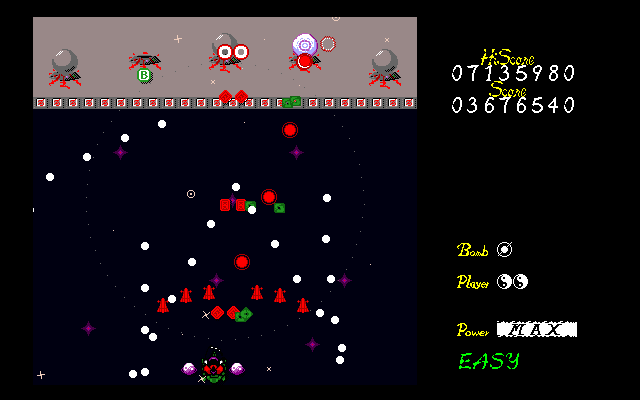 HiScore
07135980
Score
03676540
B
Bomb
Player
Power MAX
EASY